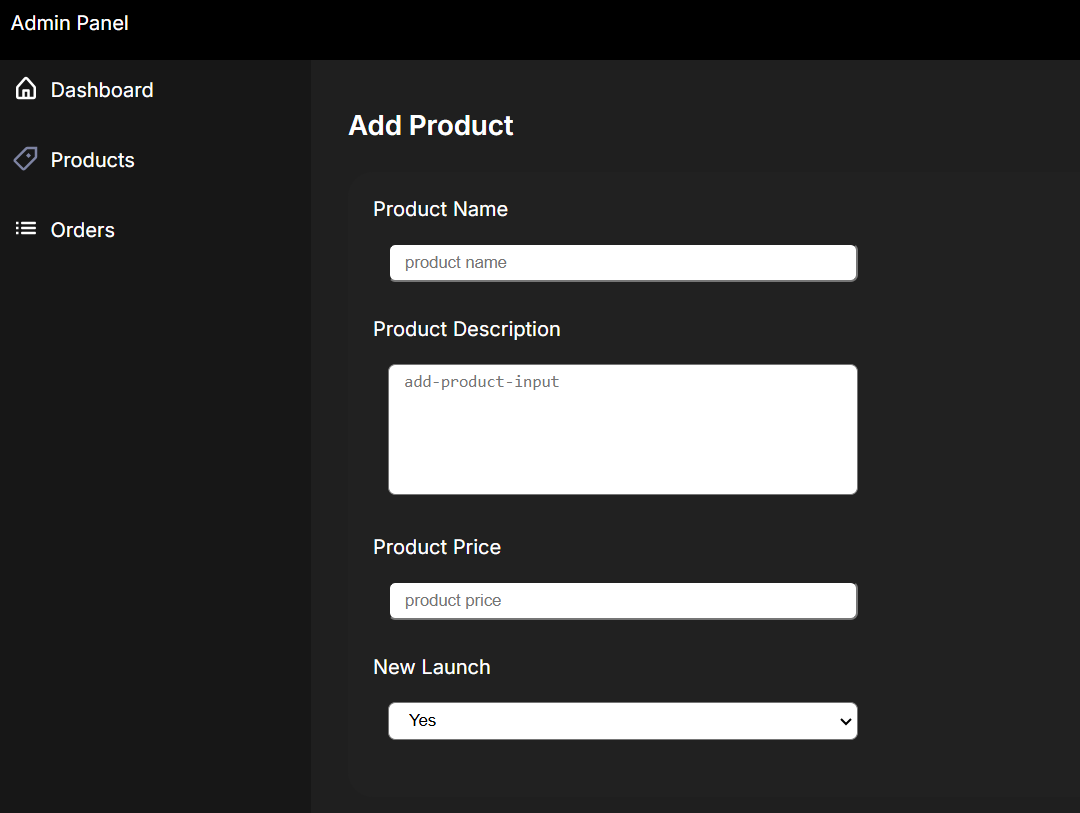 Admin Panel
Dashboard
Products
Orders
Add Product
Product Name
product name
Product Description
add-product-input
Product Price
product price
New Launch
Yes